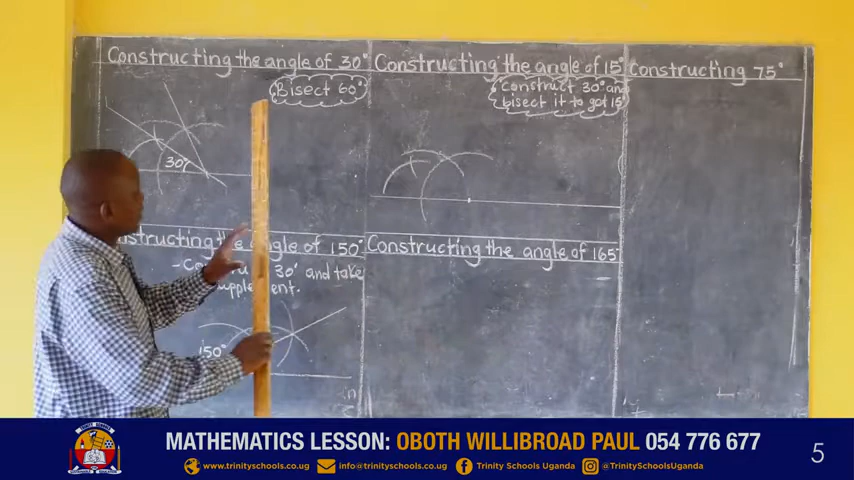 Constructing the angle of 30°
Bisect 60°
30°
Constructing the angle of 15°
construct 30° and
bisect it to get 15°
Constructing 75°
the angle of 150°
30° and take
150°
Constructing the angle of 165°
MATHEMATICS LESSON: OBOTH WILLIBROAD PAUL 054 776 677
www.trinityschools.co.ug info@trinityschools.co.ug Trinity Schools Uganda @TrinitySchoolsUganda
5